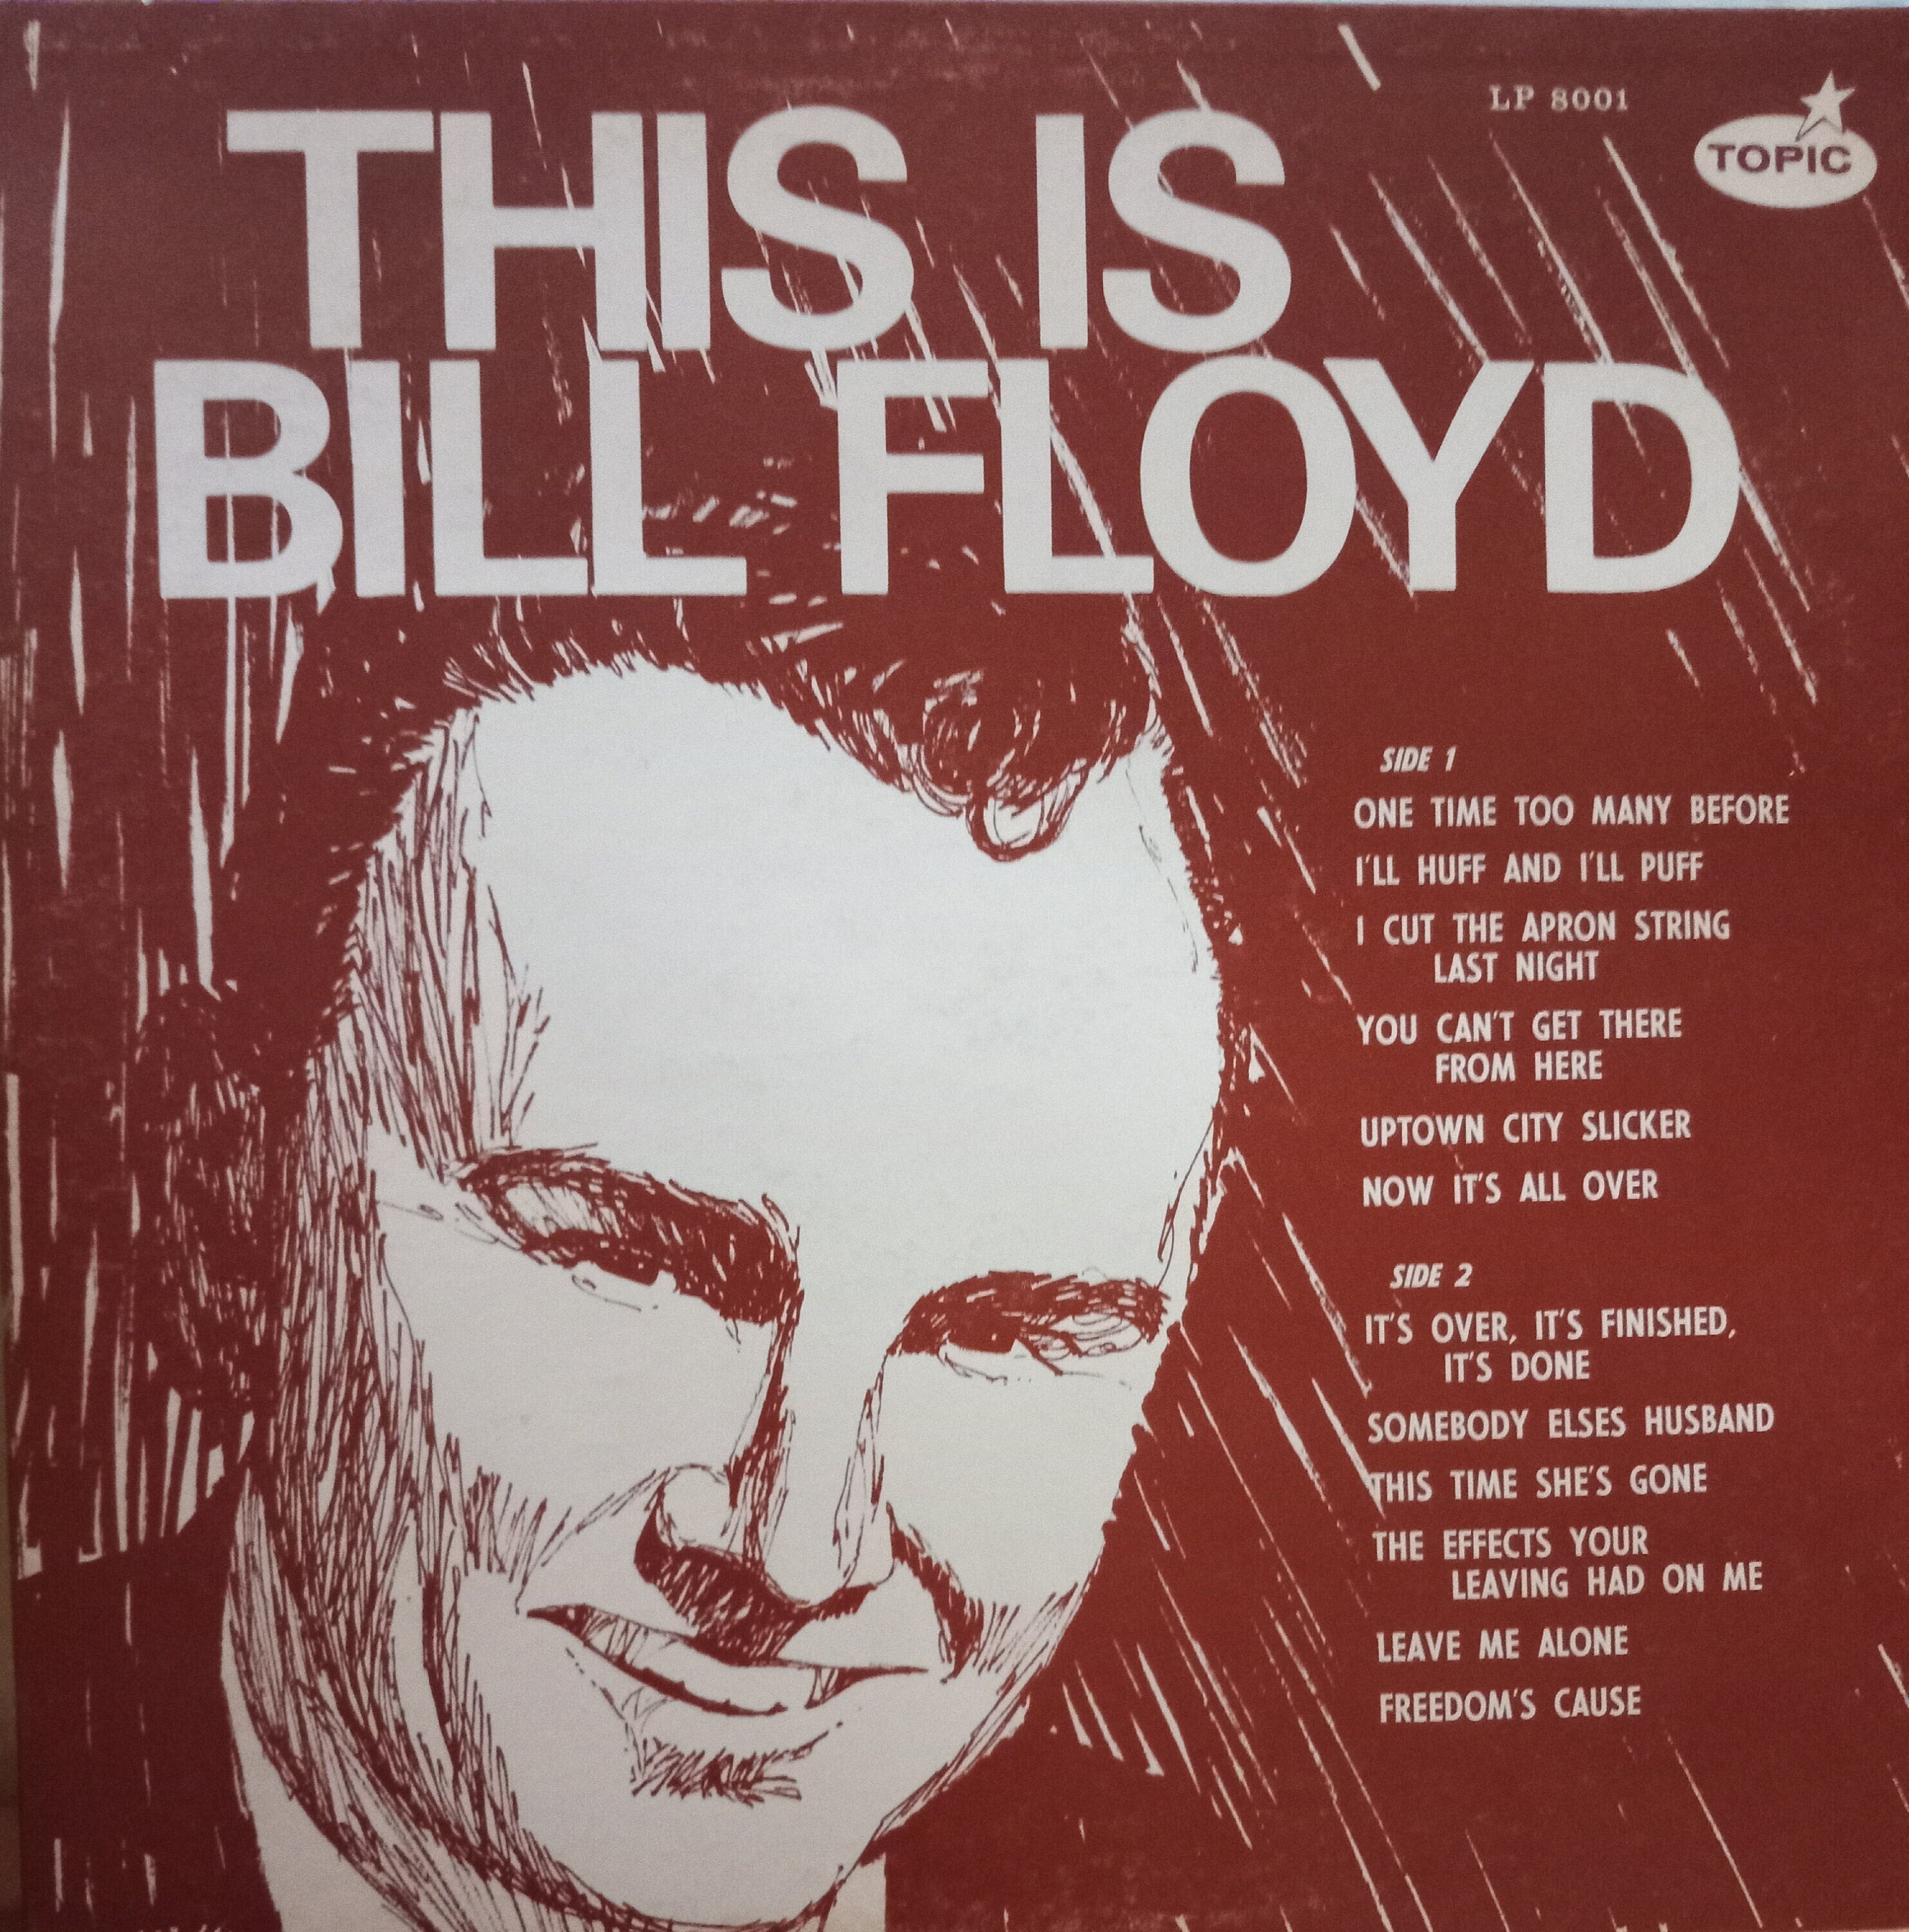 LP 8001
TOPIC
THIS IS
BILL FLOYD
SIDE 1
ONE TIME TOO MANY BEFORE
I'LL HUFF AND I'LL PUFF
I CUT THE APRON STRING
LAST NIGHT
YOU CAN'T GET THERE
FROM HERE
UPTOWN CITY SLICKER
NOW IT'S ALL OVER
SIDE 2
IT'S OVER, IT'S FINISHED,
IT'S DONE
SOMEBODY ELSES HUSBAND
THIS TIME SHE'S GONE
THE EFFECTS YOUR
LEAVING HAD ON ME
LEAVE ME ALONE
FREEDOM'S CAUSE